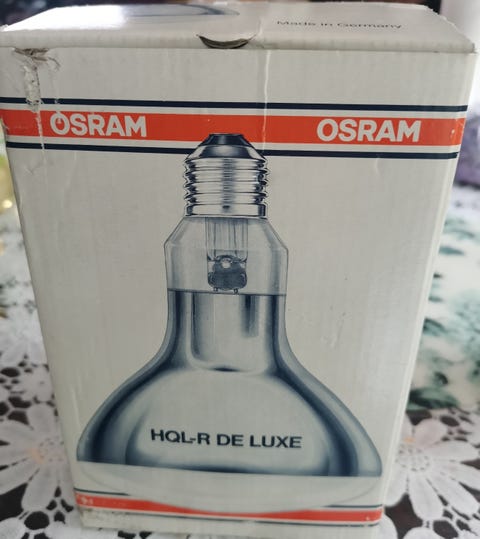 Made in Germany
OSRAM OSRAM
HQL-R DE LUXE